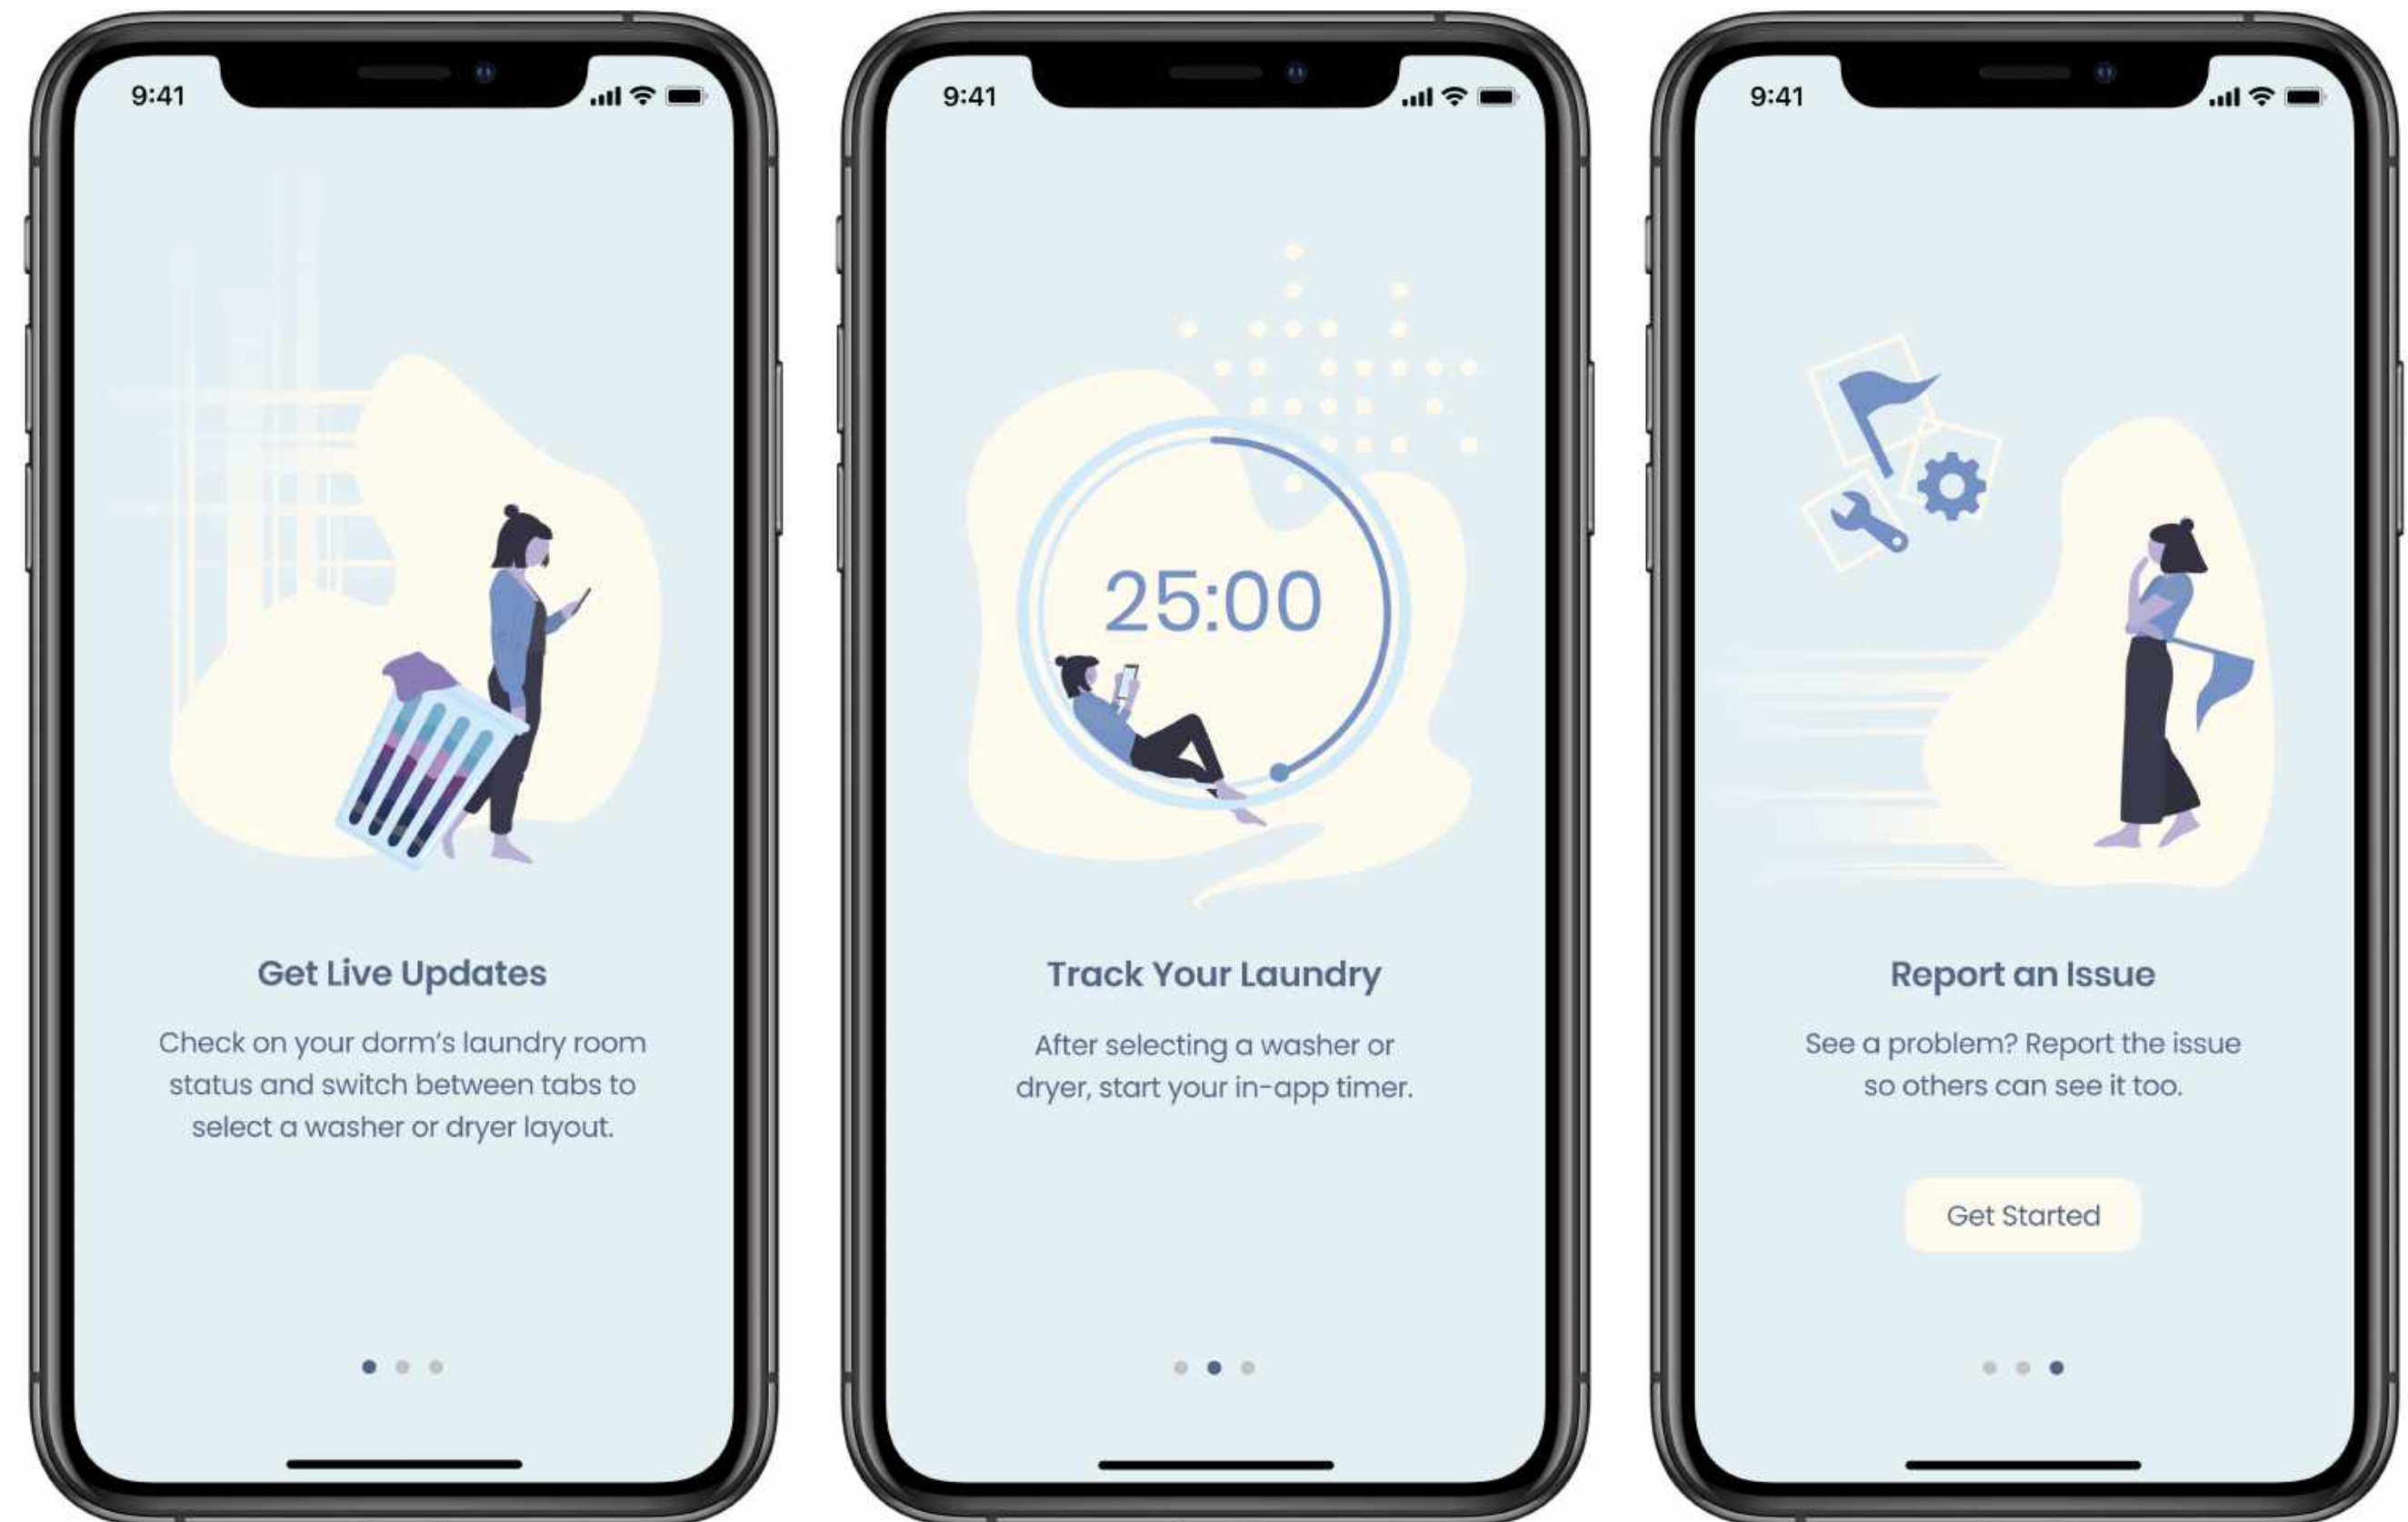 9:41
Get Live Updates
Check on your dorm's laundry room
status and switch between tabs to
select a washer or dryer layout.
9:41
25:00
Track Your Laundry
After selecting a washer or
dryer, start your in-app timer.
9:41
Report an Issue
See a problem? Report the issue
so others can see it too.
Get Started